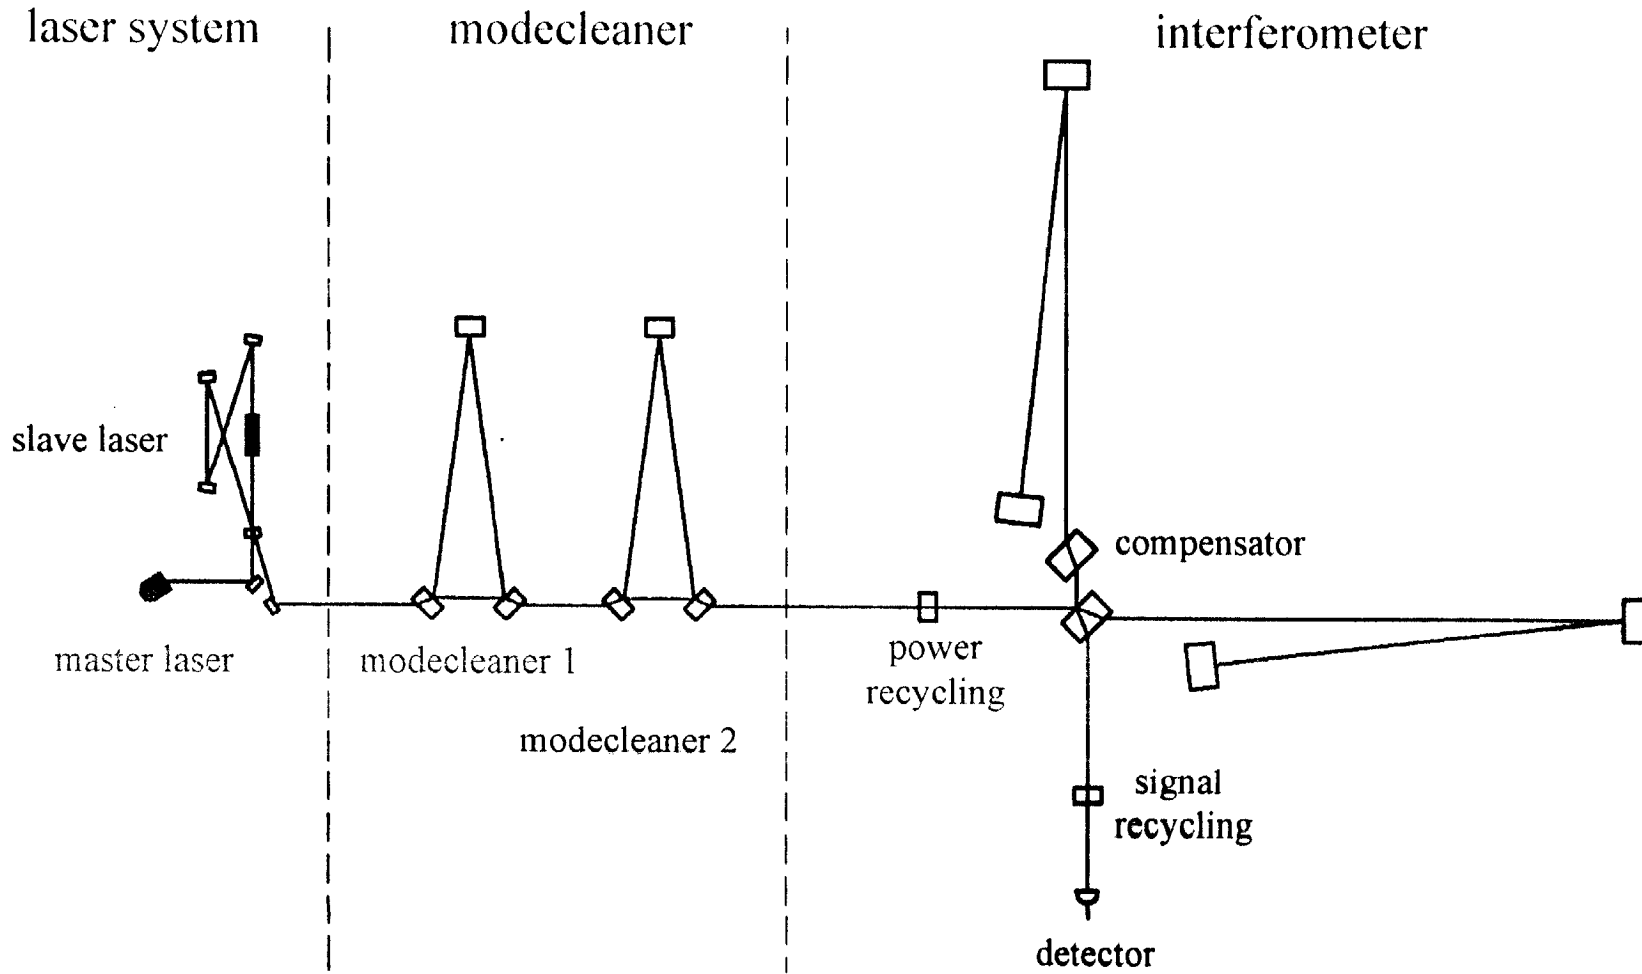 laser system
modecleaner
interferometer
slave laser
compensator
master laser
modecleaner 1
modecleaner 2
power
recycling
signal
recycling
detector